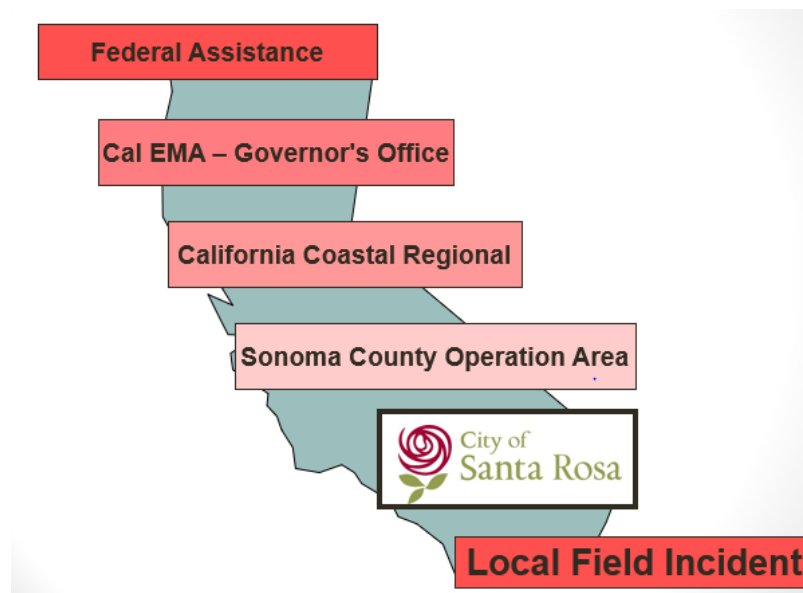 Federal Assistance
Cal EMA – Governor's Office
California Coastal Regional
Sonoma County Operation Area
City of
Santa Rosa
Local Field Incident